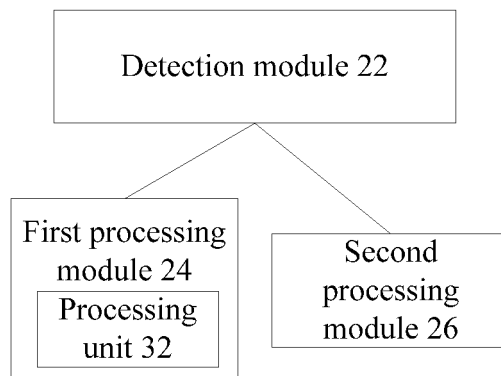 Detection module 22
First processing
module 24
Processing
unit 32
Second
processing
module 26